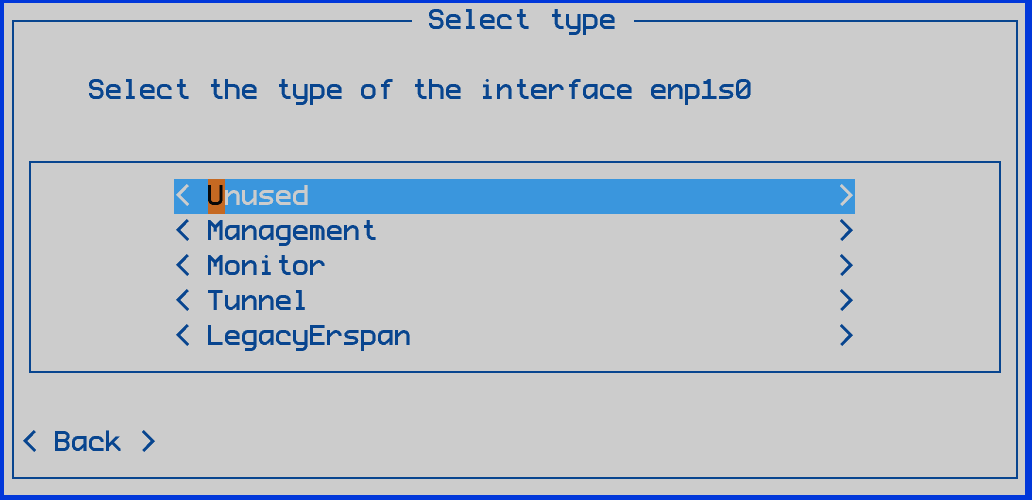 Select type
Select the type of the interface enp1s0
< Unused >
< Management >
< Monitor >
< Tunnel >
< LegacyErspan >
< Back >